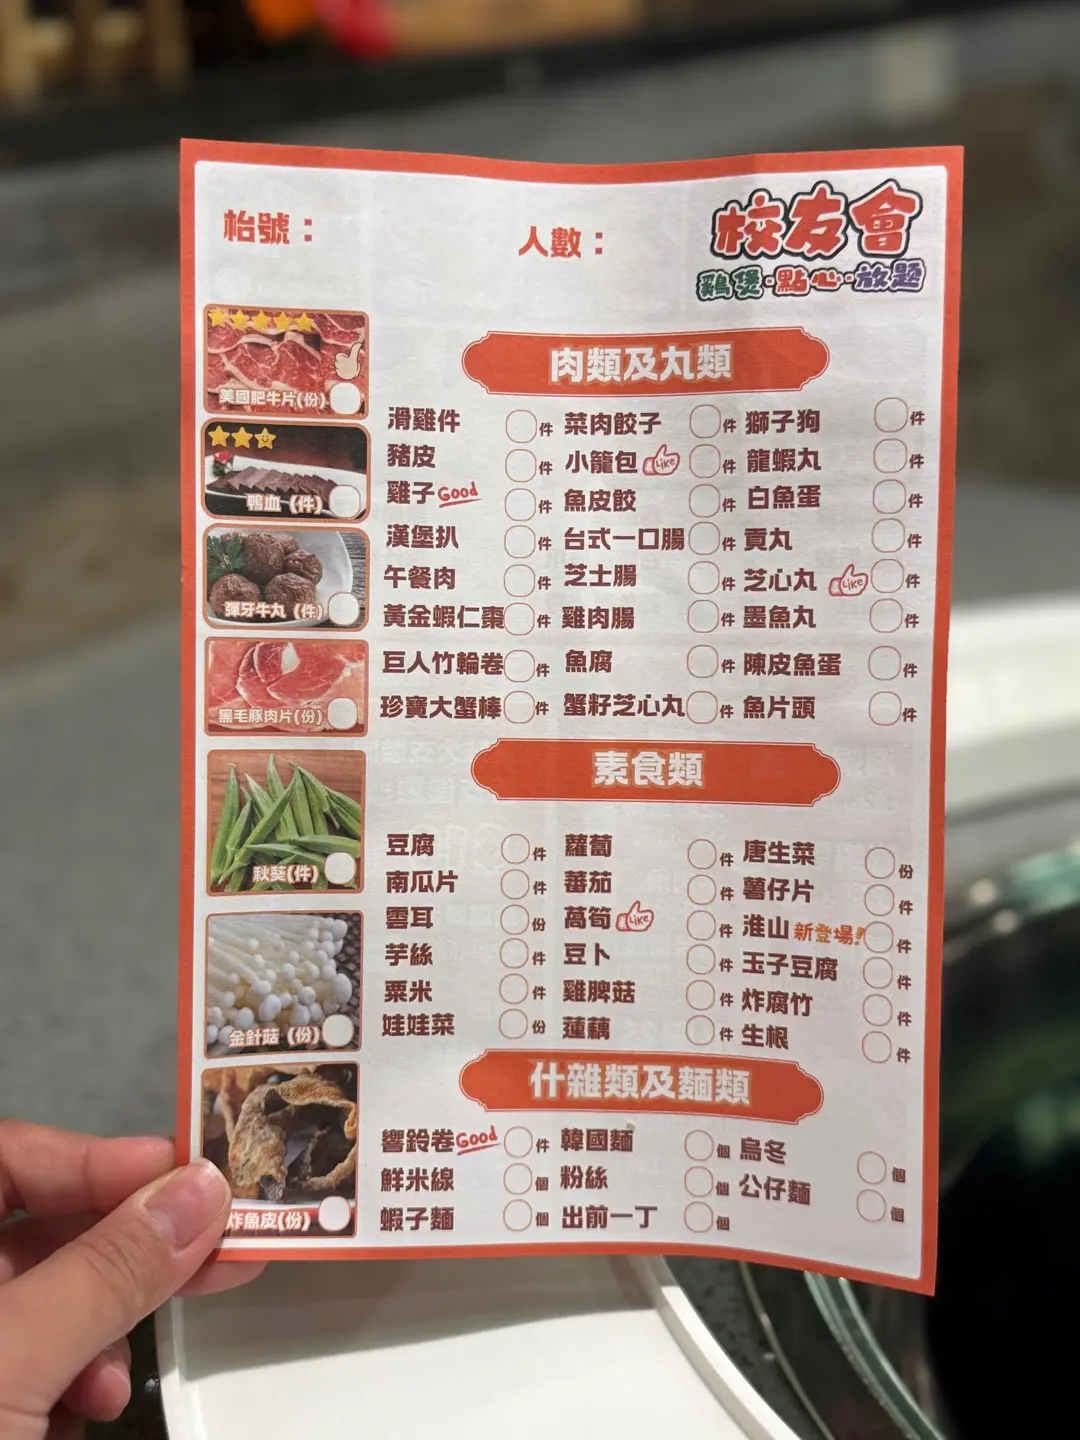 枱號：
人數：
校友會
雞煲·點心·放題
美國肥牛片(份)
鴨血 (件)
彈牙牛丸 (件)
黑毛豚肉片(份)
秋葵(件)
金針菇 (份)
炸魚皮(份)
肉類及丸類
滑雞件 件 菜肉餃子 件 獅子狗 件
豬皮 件 小籠包 Like 件 龍蝦丸 件
雞子 Good 件 魚皮餃 件 白魚蛋 件
漢堡扒 件 台式一口腸 件 貢丸 件
午餐肉 件 芝士腸 件 芝心丸 Like 件
黃金蝦仁棗 件 雞肉腸 件 墨魚丸 件
巨人竹輪卷 件 魚腐 件 陳皮魚蛋 件
珍寶大蟹棒 件 蟹籽芝心丸 件 魚片頭 件
素食類
豆腐 件 蘿蔔 件 唐生菜 份
南瓜片 件 蕃茄 件 薯仔片 件
雲耳 份 萵筍 Like 件 淮山 新登場!! 件
芋絲 件 豆卜 件 玉子豆腐 件
粟米 件 雞脾菇 件 炸腐竹 件
娃娃菜 份 蓮藕 件 生根 件
什雜類及麵類
響鈴卷 Good 件 韓國麵 個 烏冬 個
鮮米線 個 粉絲 個 公仔麵 個
蝦子麵 個 出前一丁 個